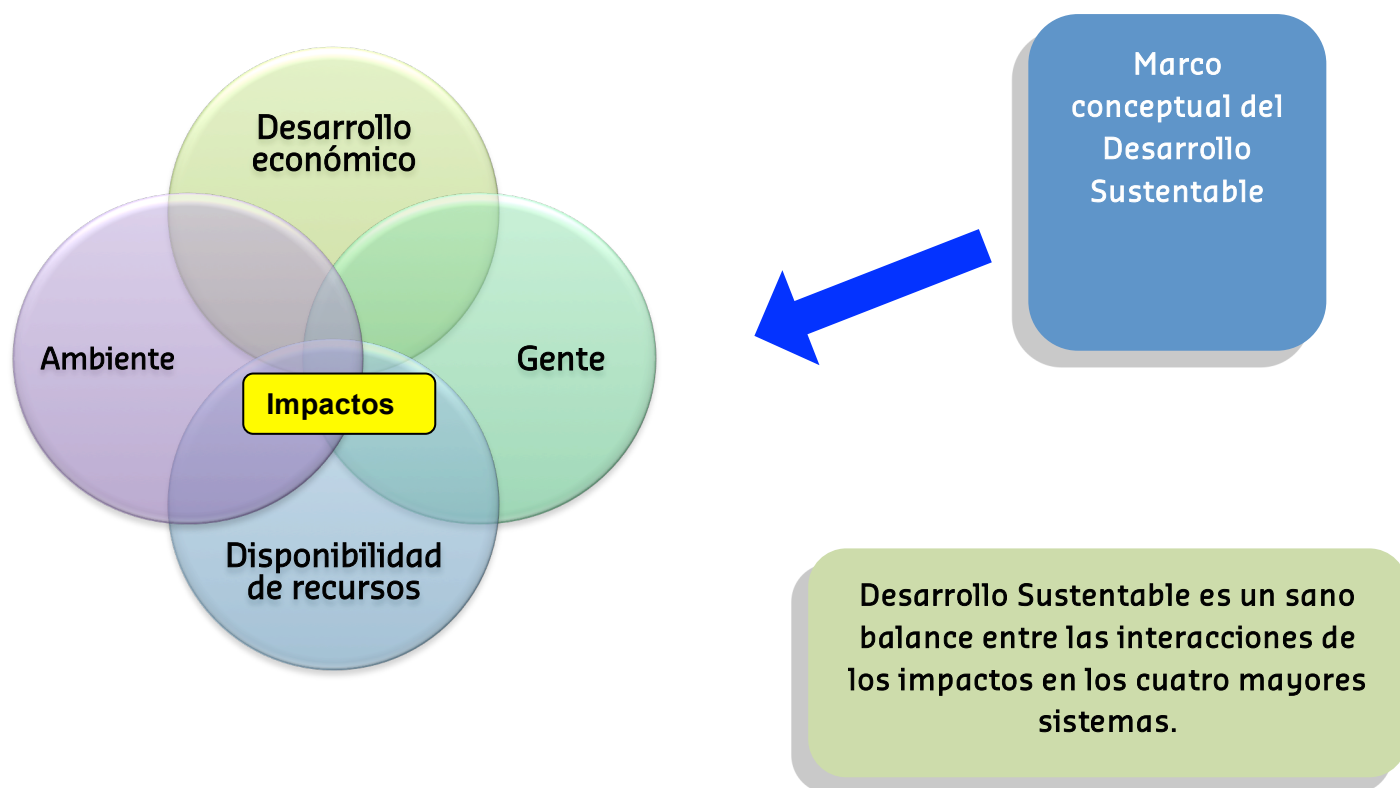 Marco
conceptual del
Desarrollo
Sustentable
Desarrollo
económico
Ambiente
Gente
Impactos
Disponibilidad
de recursos
Desarrollo Sustentable es un sano
balance entre las interacciones de
los impactos en los cuatro mayores
sistemas.